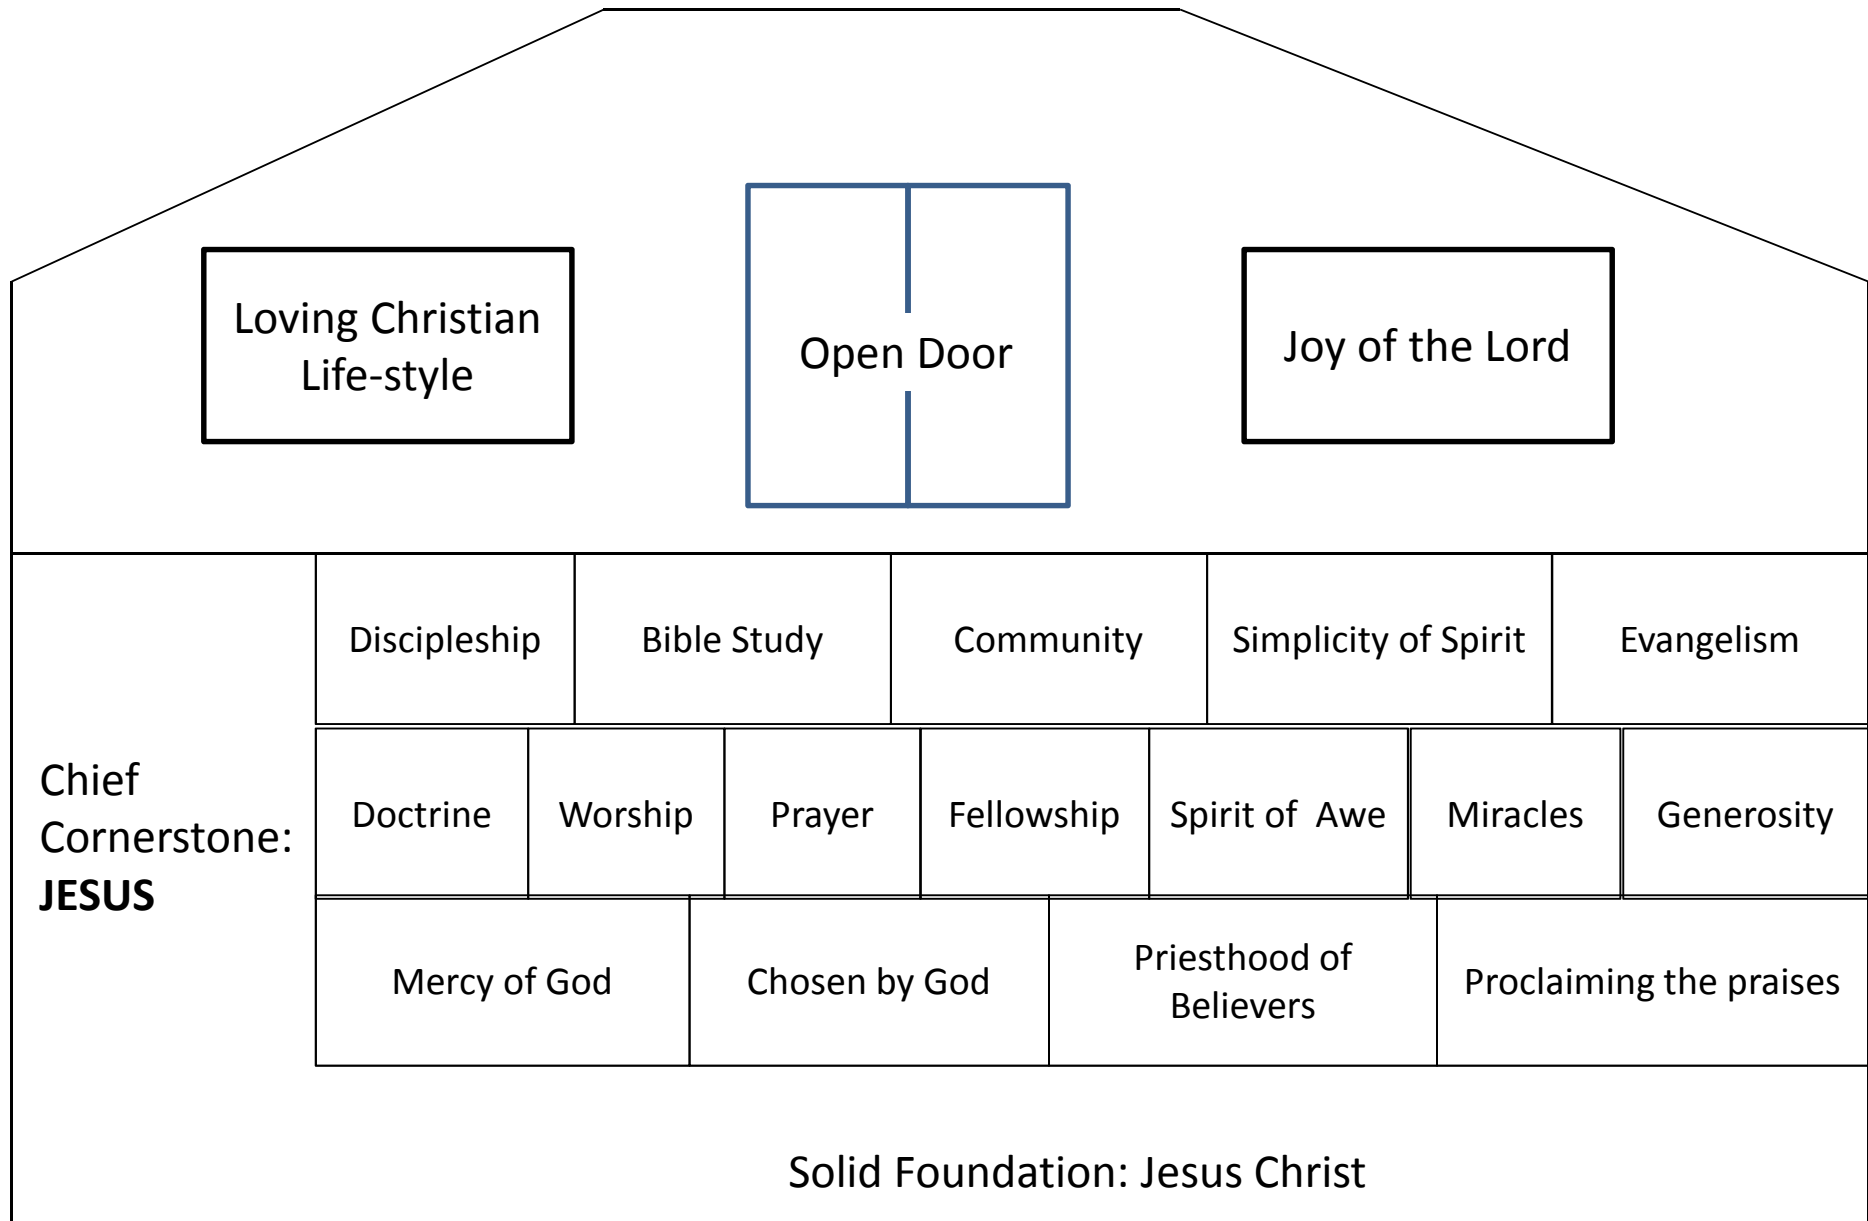 Loving Christian
Life-style
Open Door
Joy of the Lord
Discipleship
Bible Study
Community
Simplicity of Spirit
Evangelism
Chief
Cornerstone:
JESUS
Doctrine
Worship
Prayer
Fellowship
Spirit of  Awe
Miracles
Generosity
Mercy of God
Chosen by God
Priesthood of
Believers
Proclaiming the praises
Solid Foundation: Jesus Christ